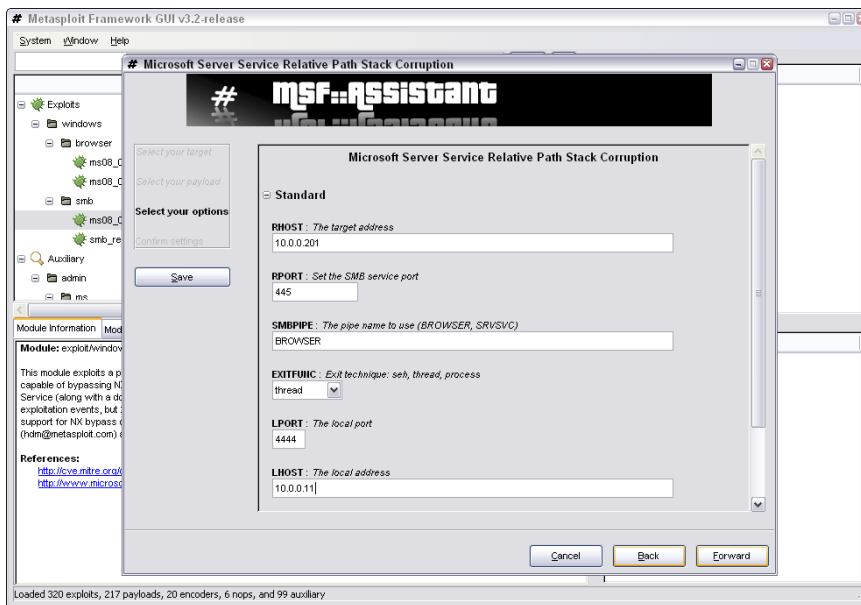 # Metasploit Framework GUI v3.2-release
System Window Help
# Microsoft Server Service Relative Path Stack Corruption
# msf::Assistant
Exploits
windows
browser
ms08_0
ms08_0
smb
ms08_0
smb_re
Auxiliary
admin
ms
Module Information
Module: exploit/window
This module exploits a p
capable of bypassing
Service (along with a do
exploitation events, but
support for NX bypass
(hdm@metasploit.com) a
References:
http://cve.mitre.org/
http://www.microso
Select your target
Select your payload
Select your options
Confirm settings
Save
Microsoft Server Service Relative Path Stack Corruption
Standard
RHOST : The target address
10.0.0.201
RPORT : Set the SMB service port
445
SMBPIPE : The pipe name to use (BROWSER, SRVSVC)
BROWSER
EXITFUNC : Exit technique: seh, thread, process
thread
LPORT : The local port
4444
LHOST : The local address
10.0.0.11
Cancel Back Forward
Loaded 320 exploits, 217 payloads, 20 encoders, 6 nops, and 99 auxiliary